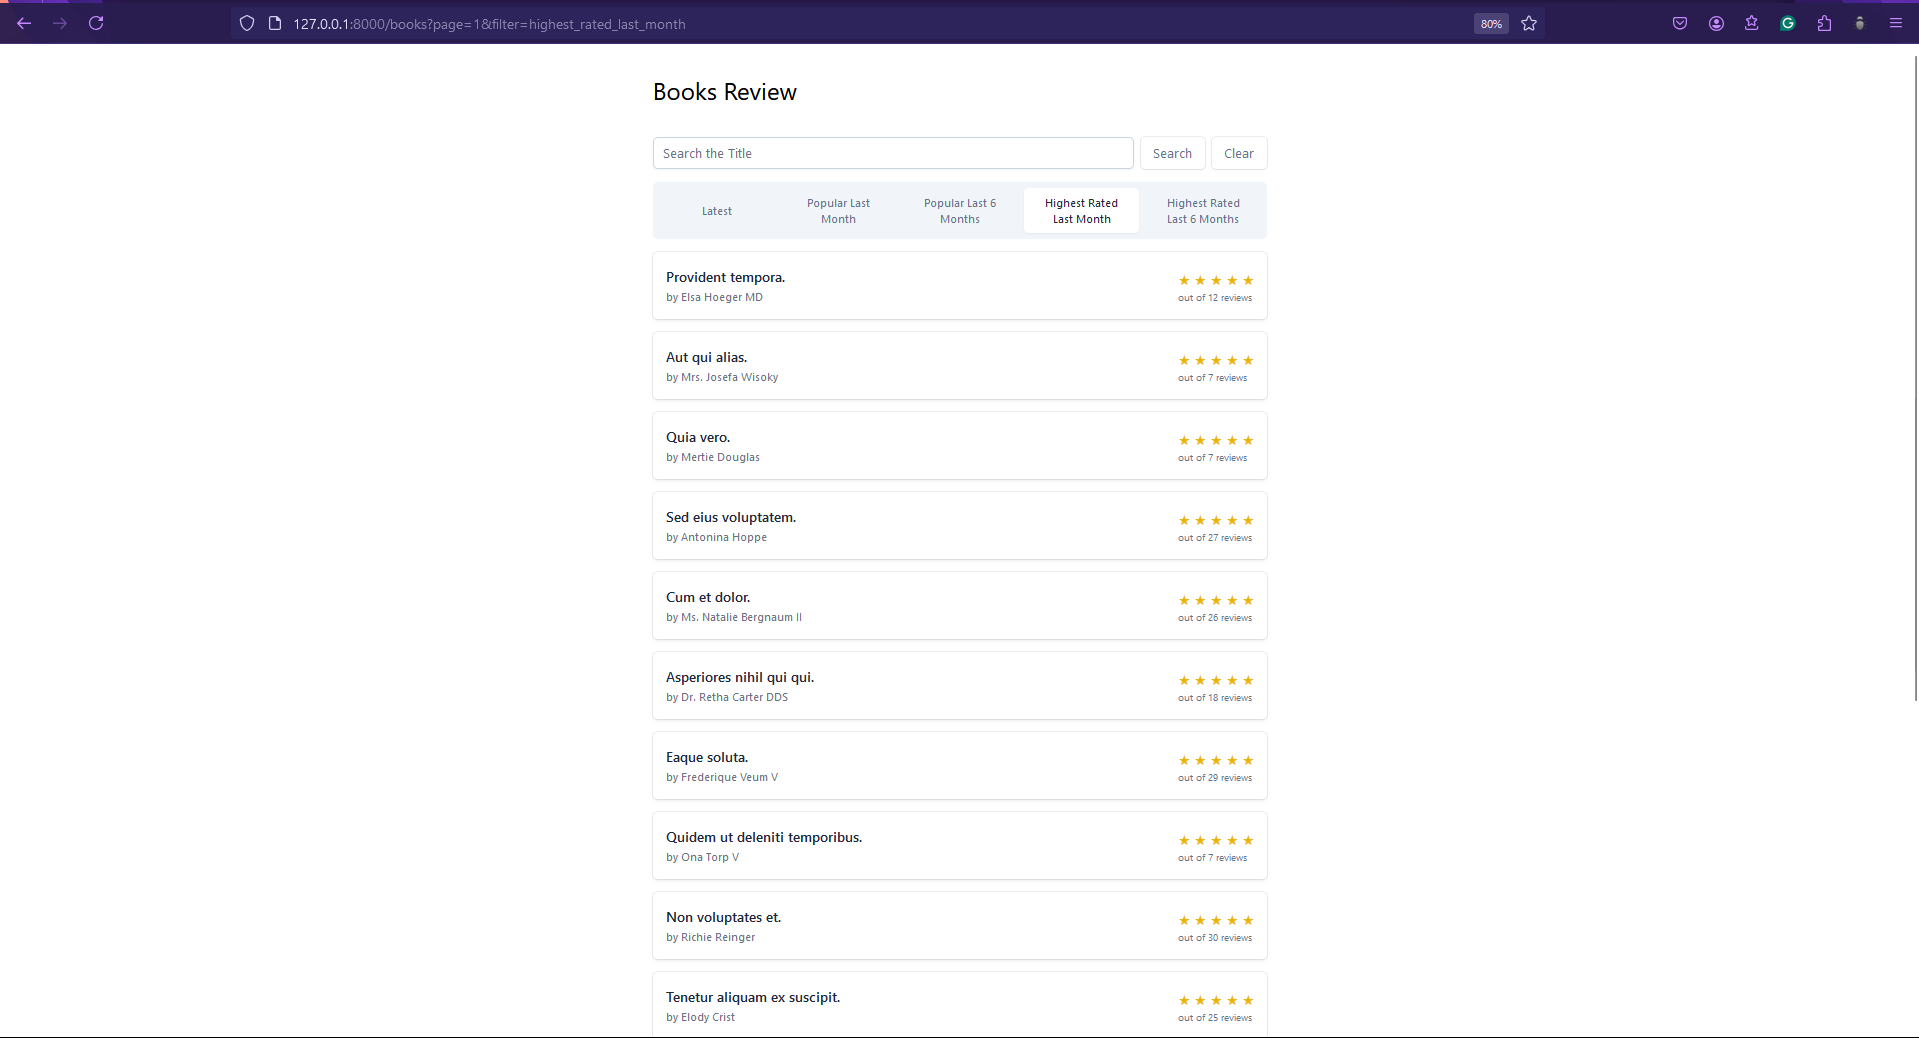 127.0.0.1:8000/books?page=1&filter=highest_rated_last_month
80%
Books Review
Search the Title
Search
Clear
Latest
Popular Last
Month
Popular Last 6
Months
Highest Rated
Last Month
Highest Rated
Last 6 Months
Provident tempora.
by Elsa Hoeger MD
★ ★ ★ ★ ★
out of 12 reviews
Aut qui alias.
by Mrs. Josefa Wisoky
★ ★ ★ ★ ★
out of 7 reviews
Quia vero.
by Mertie Douglas
★ ★ ★ ★ ★
out of 7 reviews
Sed eius voluptatem.
by Antonina Hoppe
★ ★ ★ ★ ★
out of 27 reviews
Cum et dolor.
by Ms. Natalie Bergnaum II
★ ★ ★ ★ ★
out of 26 reviews
Asperiores nihil qui qui.
by Dr. Retha Carter DDS
★ ★ ★ ★ ★
out of 18 reviews
Eaque soluta.
by Frederique Veum V
★ ★ ★ ★ ★
out of 29 reviews
Quidem ut deleniti temporibus.
by Ona Torp V
★ ★ ★ ★ ★
out of 7 reviews
Non voluptates et.
by Richie Reinger
★ ★ ★ ★ ★
out of 30 reviews
Tenetur aliquam ex suscipit.
by Elody Crist
★ ★ ★ ★ ★
out of 25 reviews